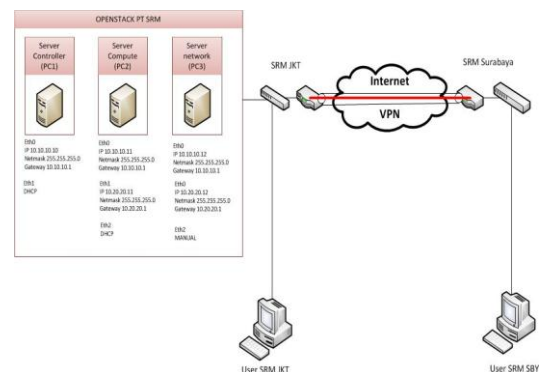 OPENSTACK PT SRM
Server
Controller
(PC1)
Server
Compute
(PC2)
Server
network
(PC3)
Eth0
IP 10.10.10.10
Netmask 255.255.255.0
Gateway 10.10.10.1
Eth1
DHCP
Eth0
IP 10.10.10.11
Netmask 255.255.255.0
Gateway 10.10.10.1
Eth1
IP 10.20.20.11
Netmask 255.255.255.0
Gateway 10.20.20.1
Eth2
DHCP
Eth0
IP 10.10.10.12
Netmask 255.255.255.0
Gateway 10.10.10.1
Eth0
IP 10.20.20.12
Netmask 255.255.255.0
Gateway 10.20.20.1
Eth2
MANUAL
SRM JKT
Internet
VPN
SRM Surabaya
User SRM JKT
User SRM SBY